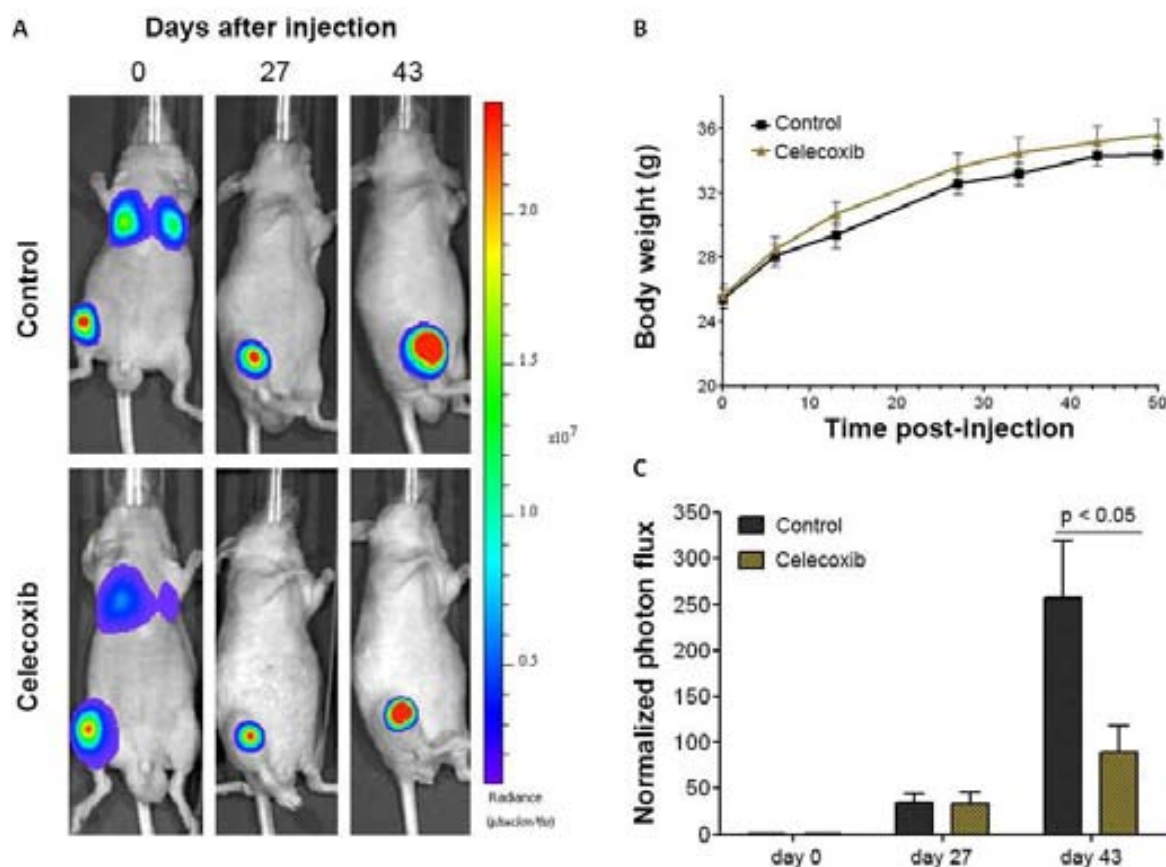 A
Days after injection
0 27 43
Control
Celecoxib
2.0
1.5
x10⁷
1.0
0.5
Radiance
B
Control
Celecoxib
Body weight (g)
36
32
28
24
20
0 10 20 30 40 50
Time post-injection
C
Control
Celecoxib
p < 0.05
Normalized photon flux
350
300
250
200
150
100
50
0
day 0 day 27 day 43